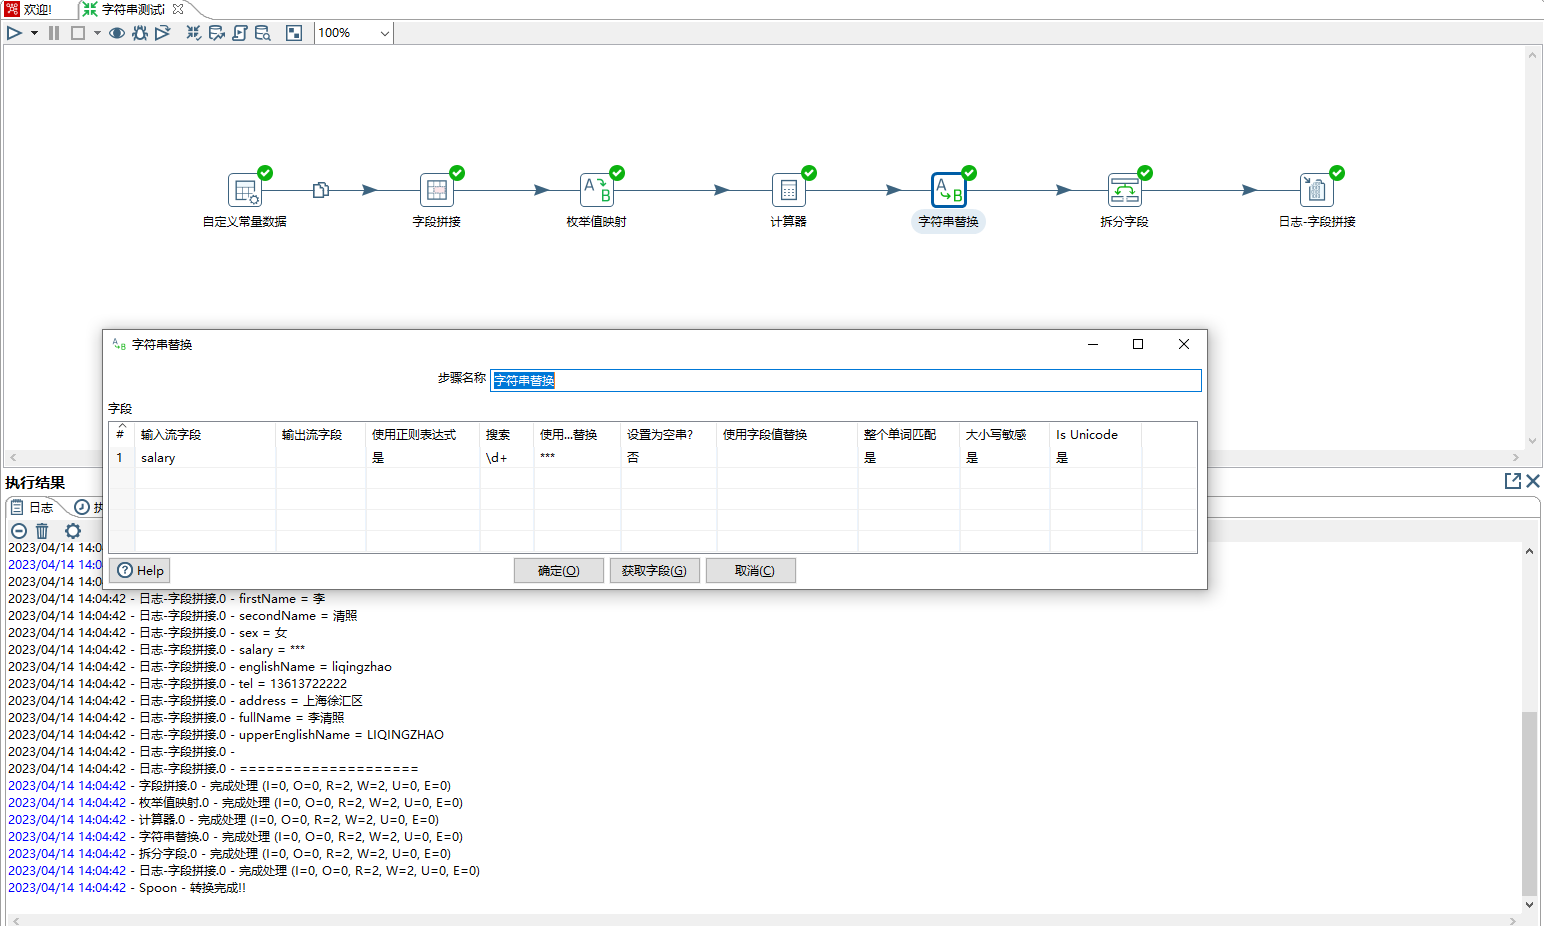 欢迎!
字符串测试i
100%
自定义常量数据
字段拼接
枚举值映射
计算器
字符串替换
拆分字段
日志-字段拼接
字符串替换
步骤名称 字符串替换
字段
# 输入流字段 输出流字段 使用正则表达式 搜索 使用...替换 设置为空串? 使用字段值替换 整个单词匹配 大小写敏感 Is Unicode
1 salary 是 \d+ *** 否 是 是 是
Help 确定(O) 获取字段(G) 取消(C)
执行结果
日志
2023/04/14 14:04
2023/04/14 14:04
2023/04/14 14:04
2023/04/14 14:04:42 - 日志-字段拼接.0 - firstName = 李
2023/04/14 14:04:42 - 日志-字段拼接.0 - secondName = 清照
2023/04/14 14:04:42 - 日志-字段拼接.0 - sex = 女
2023/04/14 14:04:42 - 日志-字段拼接.0 - salary = ***
2023/04/14 14:04:42 - 日志-字段拼接.0 - englishName = liqingzhao
2023/04/14 14:04:42 - 日志-字段拼接.0 - tel = 13613722222
2023/04/14 14:04:42 - 日志-字段拼接.0 - address = 上海徐汇区
2023/04/14 14:04:42 - 日志-字段拼接.0 - fullName = 李清照
2023/04/14 14:04:42 - 日志-字段拼接.0 - upperEnglishName = LIQINGZHAO
2023/04/14 14:04:42 - 日志-字段拼接.0 -
2023/04/14 14:04:42 - 日志-字段拼接.0 - ====================
2023/04/14 14:04:42 - 字段拼接.0 - 完成处理 (I=0, O=0, R=2, W=2, U=0, E=0)
2023/04/14 14:04:42 - 枚举值映射.0 - 完成处理 (I=0, O=0, R=2, W=2, U=0, E=0)
2023/04/14 14:04:42 - 计算器.0 - 完成处理 (I=0, O=0, R=2, W=2, U=0, E=0)
2023/04/14 14:04:42 - 字符串替换.0 - 完成处理 (I=0, O=0, R=2, W=2, U=0, E=0)
2023/04/14 14:04:42 - 拆分字段.0 - 完成处理 (I=0, O=0, R=2, W=2, U=0, E=0)
2023/04/14 14:04:42 - 日志-字段拼接.0 - 完成处理 (I=0, O=0, R=2, W=2, U=0, E=0)
2023/04/14 14:04:42 - Spoon - 转换完成!!